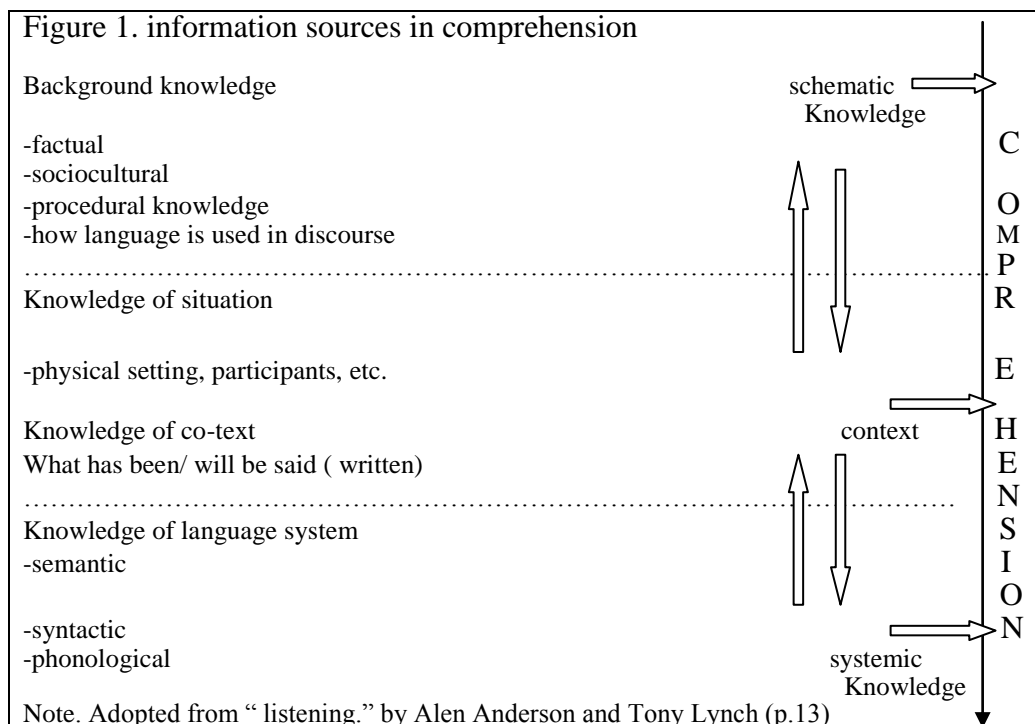 Figure 1. information sources in comprehension
Background knowledge schematic
Knowledge
-factual
-sociocultural
-procedural knowledge
-how language is used in discourse
Knowledge of situation
-physical setting, participants, etc.
Knowledge of co-text context
What has been/ will be said ( written)
Knowledge of language system
-semantic
-syntactic
-phonological systemic
Knowledge
Note. Adopted from “ listening.” by Alen Anderson and Tony Lynch (p.13)
C OMPR E HENSION